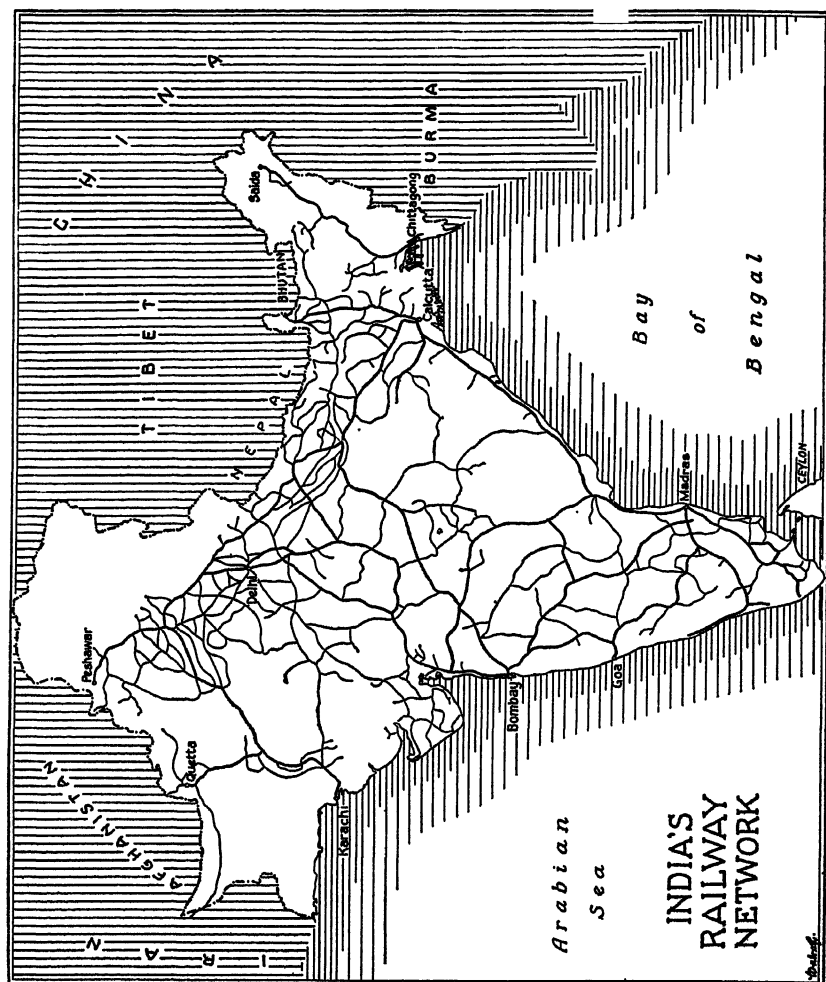 CHINA
TIBET
AFGHANISTAN
IRAN
NEPAL
BHUTAN
BURMA
Peshawar
Quetta
Delhi
Karachi
Saida
Chittagong
Calcutta
Bombay
Goa
Madras
CEYLON
Arabian
Sea
Bay
of
Bengal
INDIA'S
RAILWAY
NETWORK